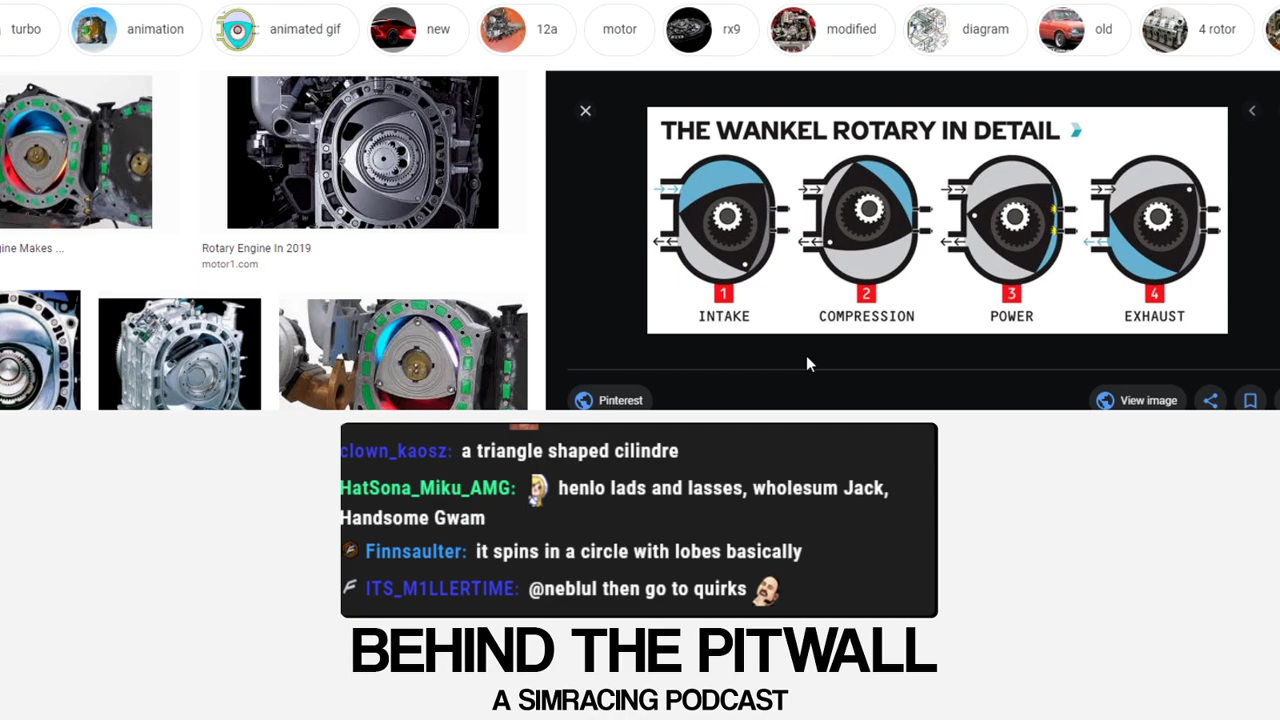 turbo
animation
animated gif
new
12a
motor
rx9
modified
diagram
old
4 rotor
THE WANKEL ROTARY IN DETAIL
1
2
3
4
INTAKE
COMPRESSION
POWER
EXHAUST
gine Makes ...
Rotary Engine In 2019
motor1.com
Pinterest
View image
clown_kaosz: a triangle shaped cilindre
HatSona_Miku_AMG: henlo lads and lasses, wholesum Jack,
Handsome Gwam
Finnsaulter: it spins in a circle with lobes basically
ITS_M1LLERTIME: @neblul then go to quirks
BEHIND THE PITWALL
A SIMRACING PODCAST